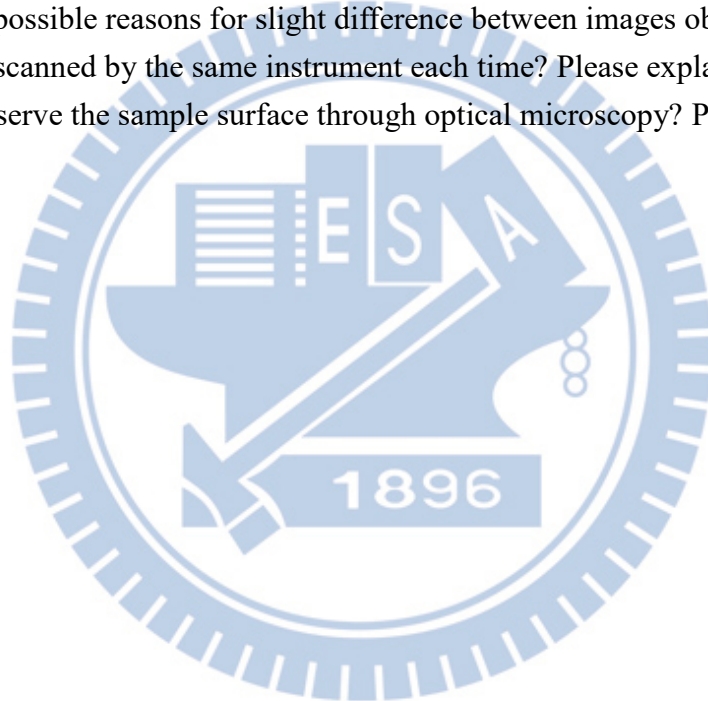 possible reasons for slight difference between images ob
scanned by the same instrument each time? Please expla
serve the sample surface through optical microscopy? P
E S A
1896